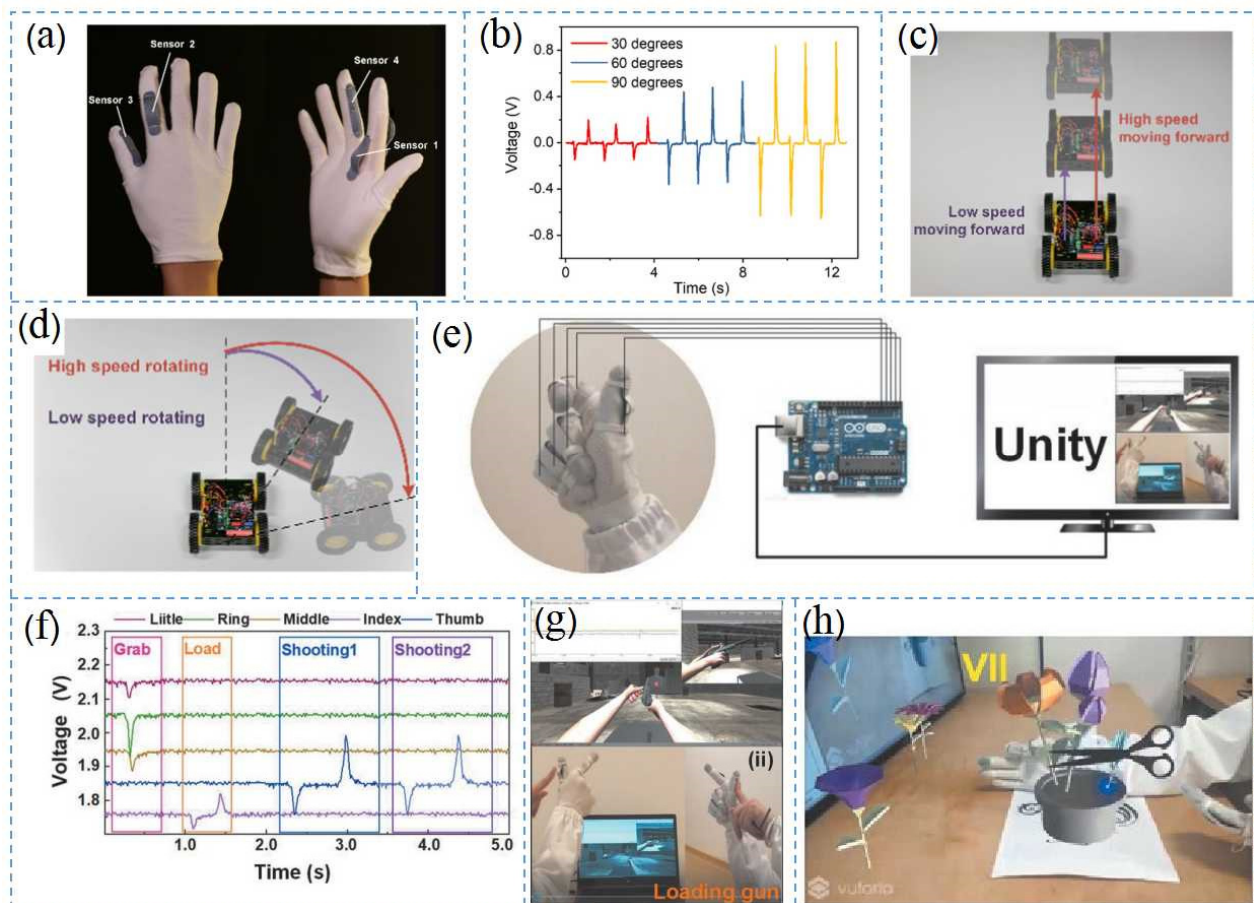 (a)
Sensor 2
Sensor 3
Sensor 4
Sensor 1
(b)
30 degrees
60 degrees
90 degrees
Voltage (V)
0.8
0.4
0.0
-0.4
-0.8
0 4 8 12
Time (s)
(c)
High speed
moving forward
Low speed
moving forward
(d)
High speed rotating
Low speed rotating
(e)
Unity
(f)
Liitle Ring Middle Index Thumb
Grab Load Shooting1 Shooting2
Voltage (V)
2.3
2.2
2.1
2.0
1.9
1.8
1.0 2.0 3.0 4.0 5.0
Time (s)
(g)
(ii)
Loading gun
(h)
VII
vuforia